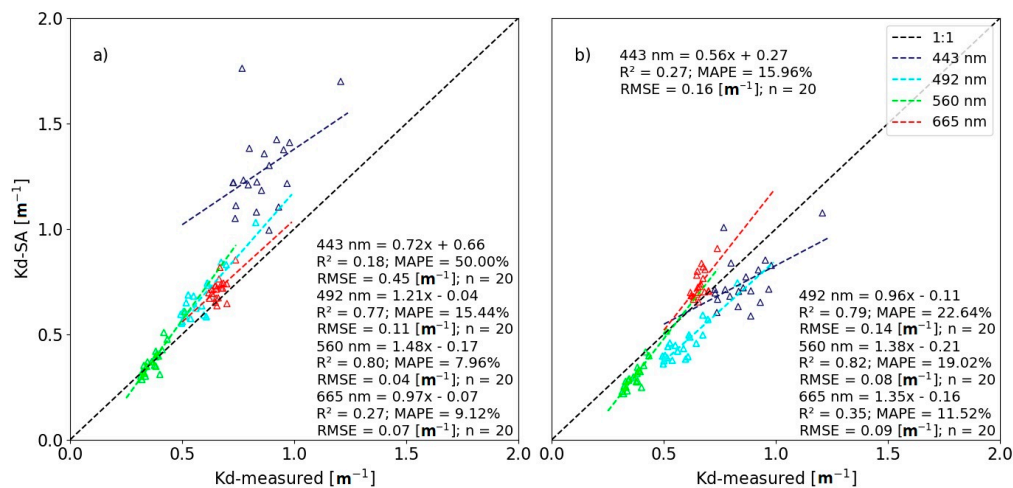 a)
443 nm = 0.72x + 0.66
R² = 0.18; MAPE = 50.00%
RMSE = 0.45 [m⁻¹]; n = 20
492 nm = 1.21x - 0.04
R² = 0.77; MAPE = 15.44%
RMSE = 0.11 [m⁻¹]; n = 20
560 nm = 1.48x - 0.17
R² = 0.80; MAPE = 7.96%
RMSE = 0.04 [m⁻¹]; n = 20
665 nm = 0.97x - 0.07
R² = 0.27; MAPE = 9.12%
RMSE = 0.07 [m⁻¹]; n = 20
Kd-SA [m⁻¹]
2.0
1.5
1.0
0.5
0.0
0.0 0.5 1.0 1.5 2.0
Kd-measured [m⁻¹]
b)
443 nm = 0.56x + 0.27
R² = 0.27; MAPE = 15.96%
RMSE = 0.16 [m⁻¹]; n = 20
1:1
443 nm
492 nm
560 nm
665 nm
492 nm = 0.96x - 0.11
R² = 0.79; MAPE = 22.64%
RMSE = 0.14 [m⁻¹]; n = 20
560 nm = 1.38x - 0.21
R² = 0.82; MAPE = 19.02%
RMSE = 0.08 [m⁻¹]; n = 20
665 nm = 1.35x - 0.16
R² = 0.35; MAPE = 11.52%
RMSE = 0.09 [m⁻¹]; n = 20
0.0 0.5 1.0 1.5 2.0
Kd-measured [m⁻¹]